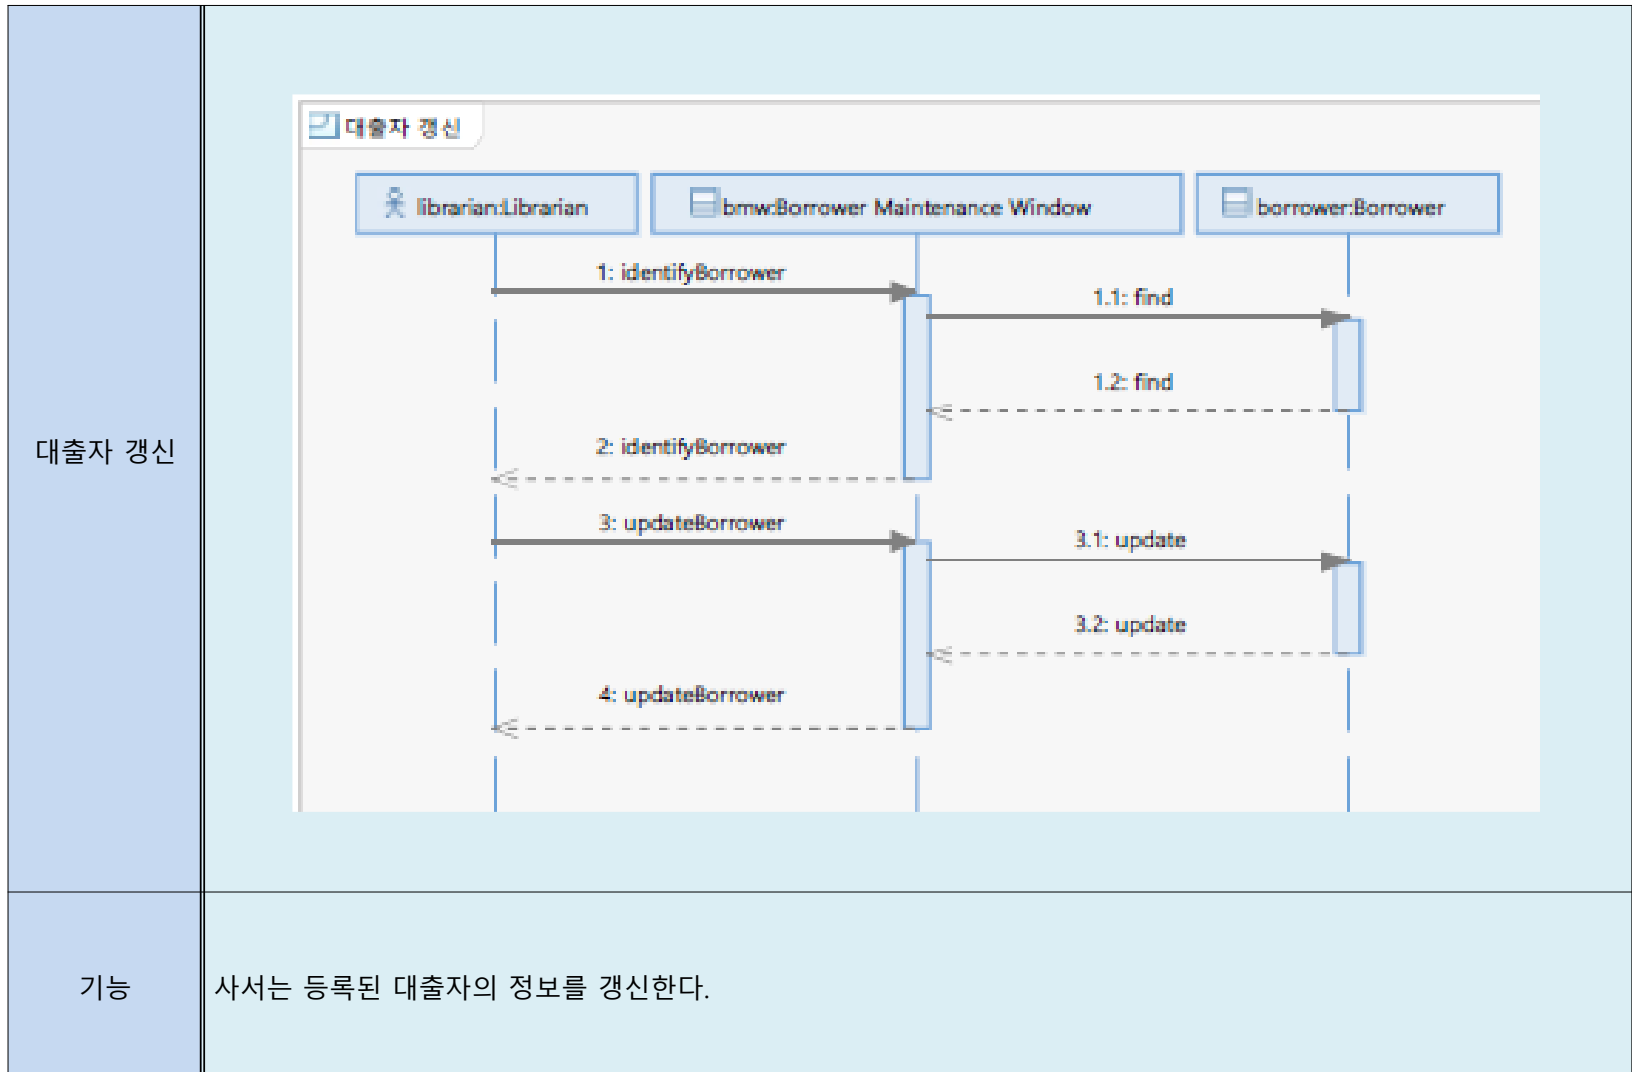 대출자 갱신
대출자 갱신
librarian:Librarian
bmw:Borrower Maintenance Window
borrower:Borrower
1: identifyBorrower
1.1: find
1.2: find
2: identifyBorrower
3: updateBorrower
3.1: update
3.2: update
4: updateBorrower
기능
사서는 등록된 대출자의 정보를 갱신한다.